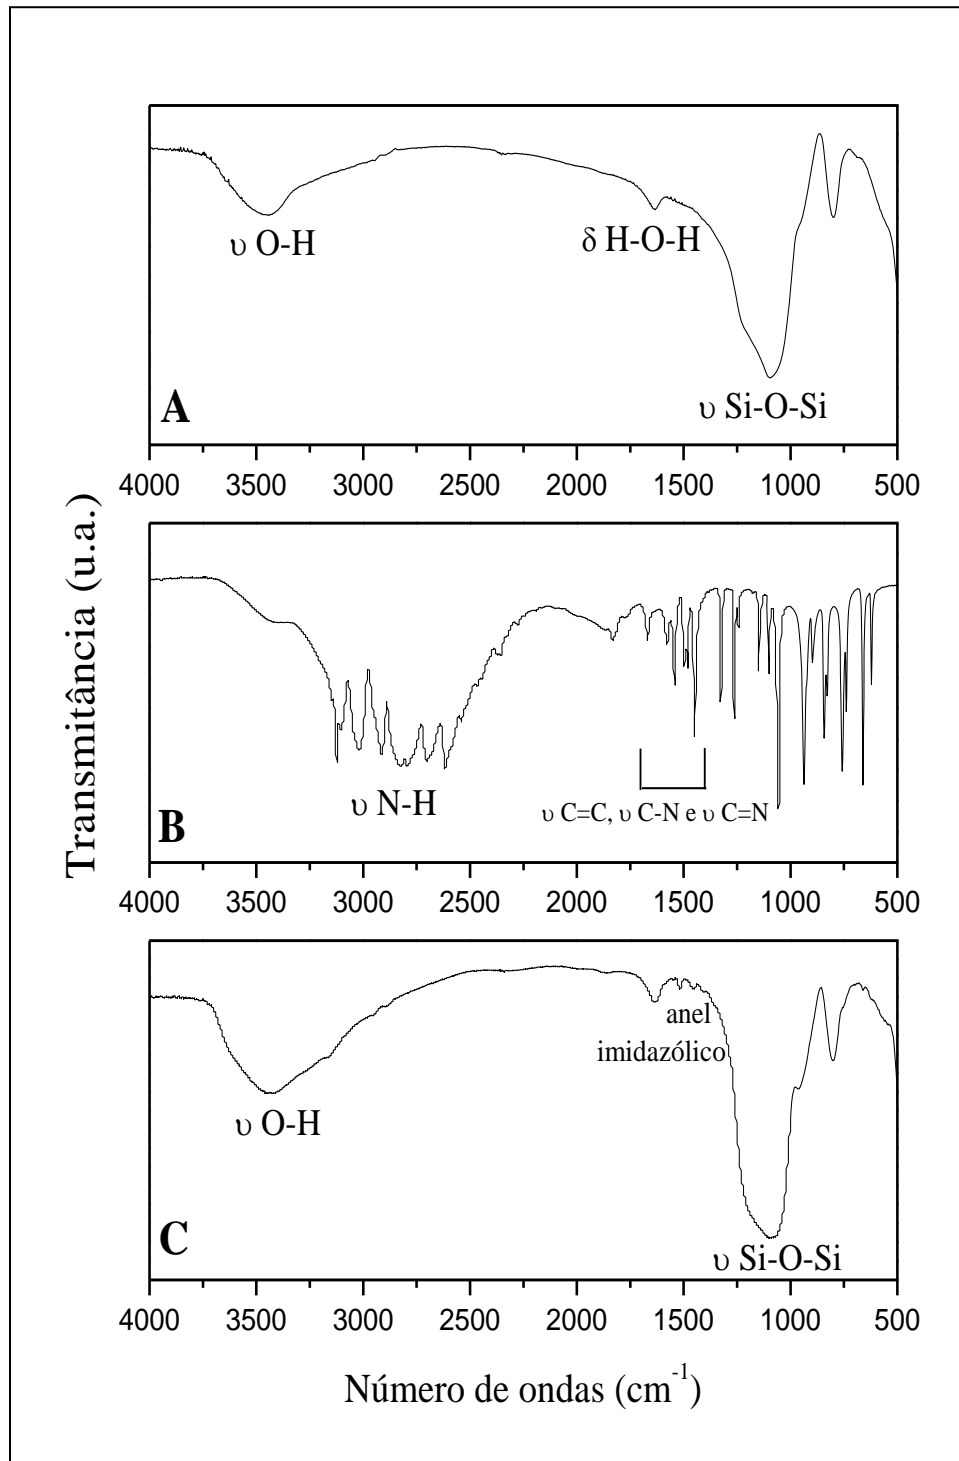 Transmitância (u.a.)
υ O-H
δ H-O-H
υ Si-O-Si
A
4000 3500 3000 2500 2000 1500 1000 500
υ N-H
υ C=C, υ C-N e υ C=N
B
4000 3500 3000 2500 2000 1500 1000 500
anel
imidazólico
υ O-H
C
υ Si-O-Si
4000 3500 3000 2500 2000 1500 1000 500
Número de ondas (cm⁻¹)